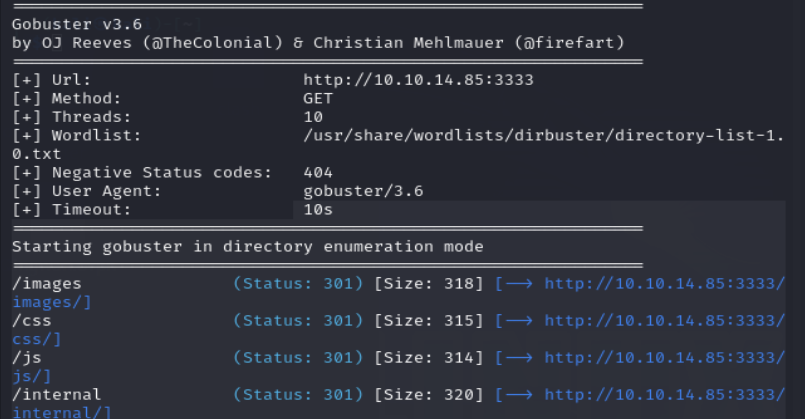 Gobuster v3.6
by OJ Reeves (@TheColonial) & Christian Mehlmauer (@firefart)
[+] Url: http://10.10.14.85:3333
[+] Method: GET
[+] Threads: 10
[+] Wordlist: /usr/share/wordlists/dirbuster/directory-list-1.
0.txt
[+] Negative Status codes: 404
[+] User Agent: gobuster/3.6
[+] Timeout: 10s
Starting gobuster in directory enumeration mode
/images (Status: 301) [Size: 318] [--> http://10.10.14.85:3333/
images/]
/css (Status: 301) [Size: 315] [--> http://10.10.14.85:3333/
css/]
/js (Status: 301) [Size: 314] [--> http://10.10.14.85:3333/
js/]
/internal (Status: 301) [Size: 320] [--> http://10.10.14.85:3333/
internal/]